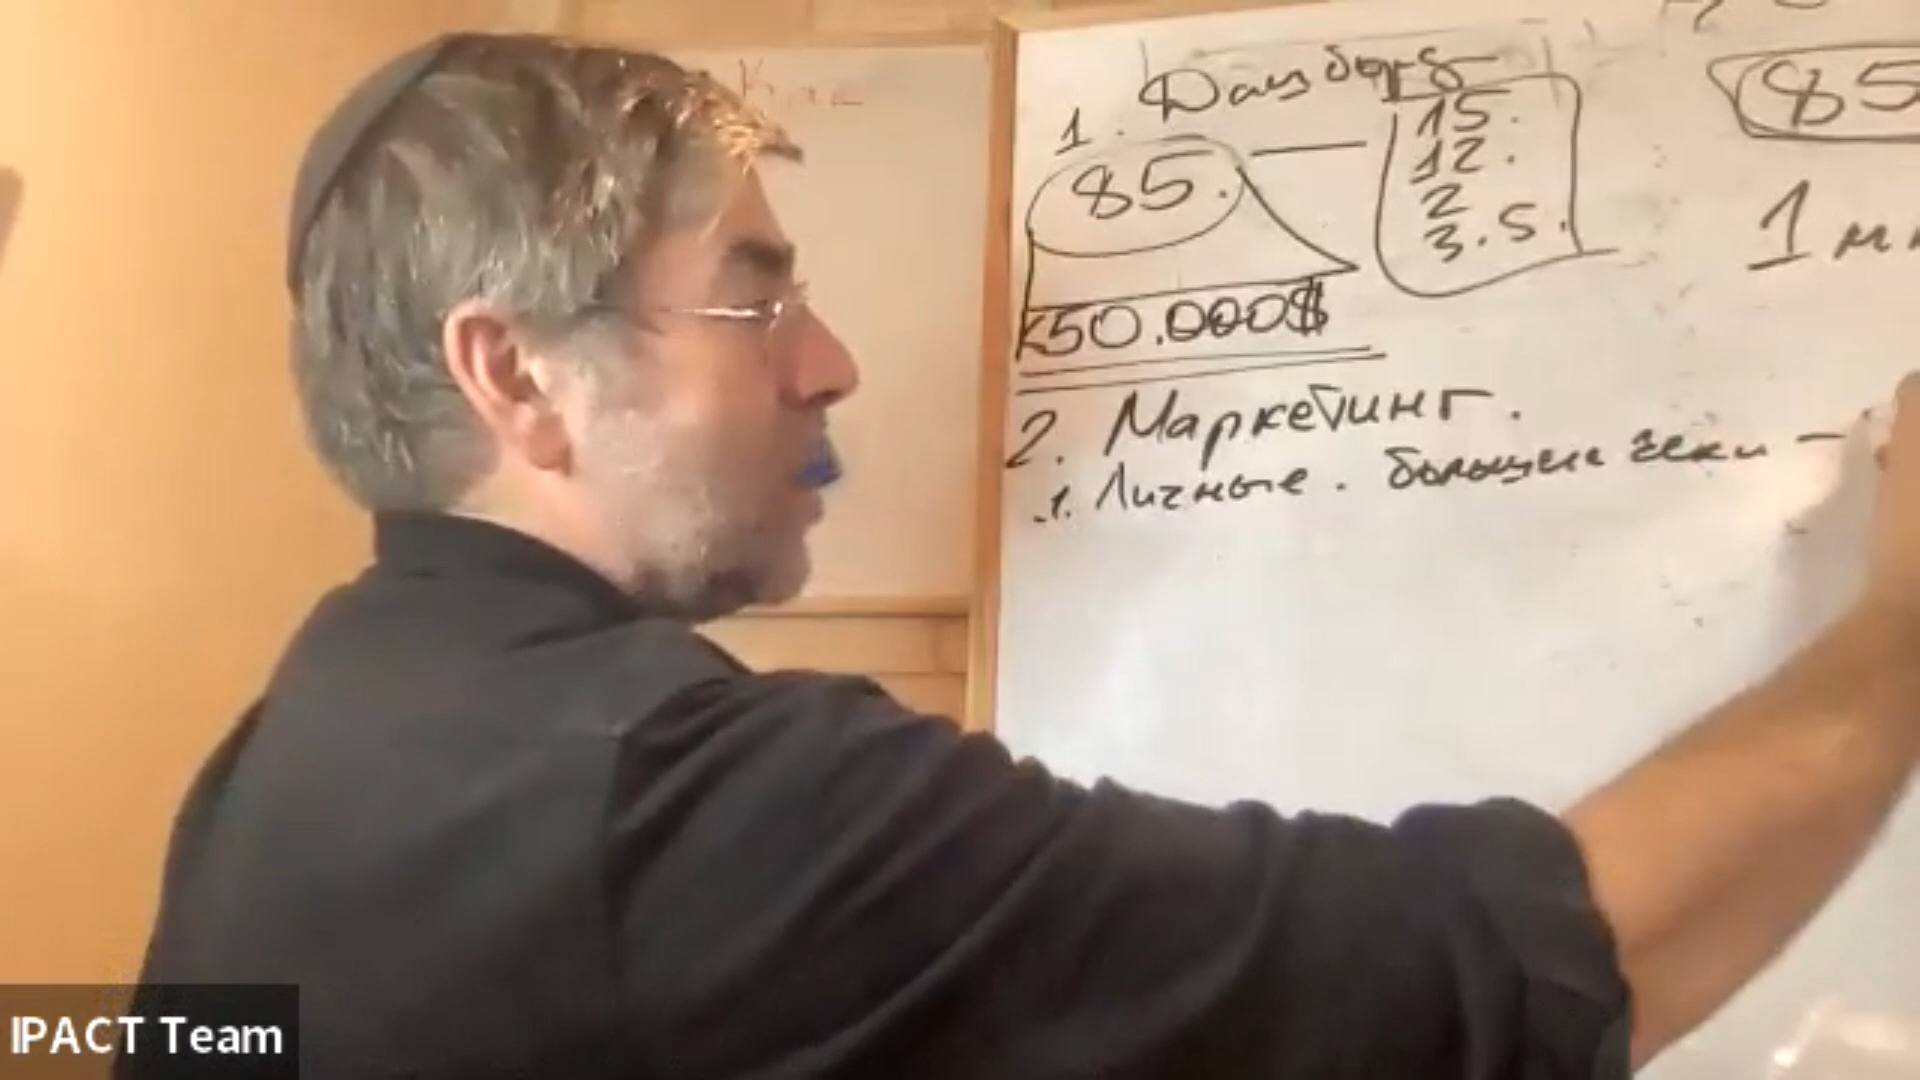 1. Дашборд
85.
15.
12.
2
3.5.
<50.000$
2. Маркетинг.
1. Личные. большие чеки –
85
1 м
IPACT Team